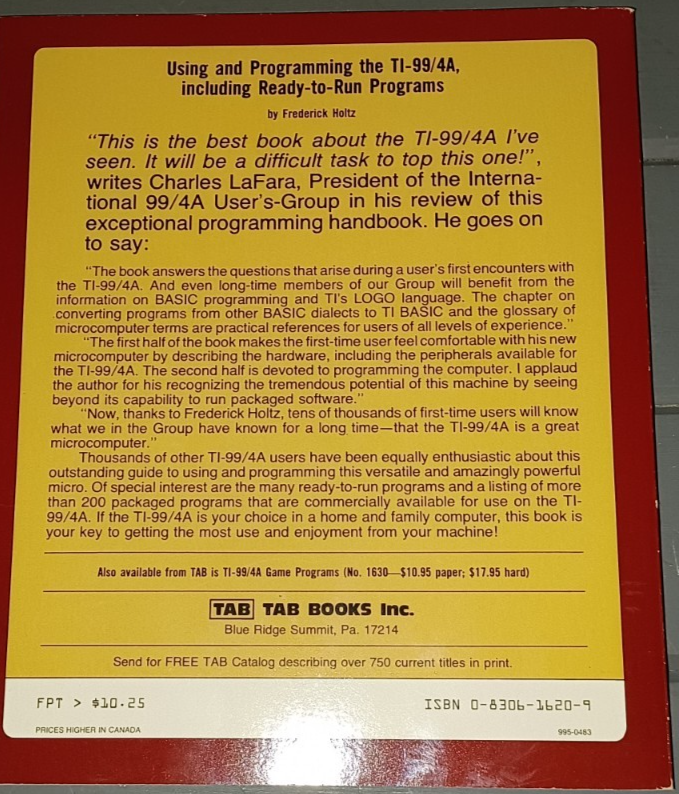 Using and Programming the TI-99/4A,
including Ready-to-Run Programs
by Frederick Holtz
"This is the best book about the TI-99/4A I've
seen. It will be a difficult task to top this one!",
writes Charles LaFara, President of the Interna-
tional 99/4A User's-Group in his review of this
exceptional programming handbook. He goes on
to say:
"The book answers the questions that arise during a user's first encounters with
the TI-99/4A. And even long-time members of our Group will benefit from the
information on BASIC programming and TI's LOGO language. The chapter on
converting programs from other BASIC dialects to TI BASIC and the glossary of
microcomputer terms are practical references for users of all levels of experience."
"The first half of the book makes the first-time user feel comfortable with his new
microcomputer by describing the hardware, including the peripherals available for
the TI-99/4A. The second half is devoted to programming the computer. I applaud
the author for his recognizing the tremendous potential of this machine by seeing
beyond its capability to run packaged software."
"Now, thanks to Frederick Holtz, tens of thousands of first-time users will know
what we in the Group have known for a long time—that the TI-99/4A is a great
microcomputer."
Thousands of other TI-99/4A users have been equally enthusiastic about this
outstanding guide to using and programming this versatile and amazingly powerful
micro. Of special interest are the many ready-to-run programs and a listing of more
than 200 packaged programs that are commercially available for use on the TI-
99/4A. If the TI-99/4A is your choice in a home and family computer, this book is
your key to getting the most use and enjoyment from your machine!
Also available from TAB is TI-99/4A Game Programs (No. 1630—$10.95 paper; $17.95 hard)
TAB TAB BOOKS Inc.
Blue Ridge Summit, Pa. 17214
Send for FREE TAB Catalog describing over 750 current titles in print.
FPT > $10.25 ISBN 0-8306-1620-9
PRICES HIGHER IN CANADA 995-0483